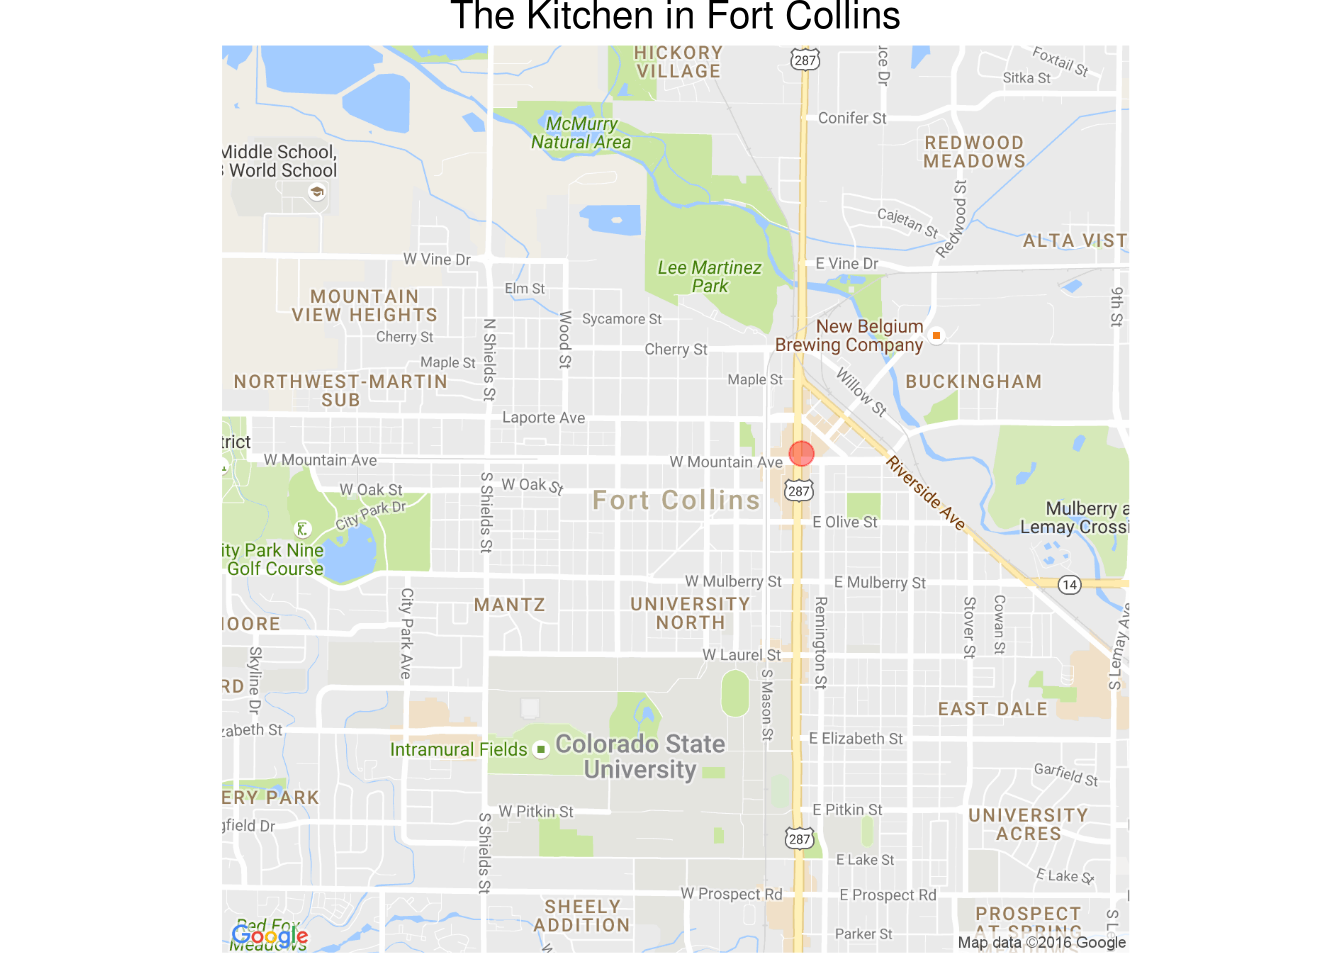 The Kitchen in Fort Collins
HICKORY
VILLAGE
287
Foxtail St
Sitka St
Conifer St
McMurry
Natural Area
REDWOOD
MEADOWS
Middle School,
World School
Cajetan St
Redwood St
ALTA VIST
W Vine Dr
E Vine Dr
Lee Martinez
Park
Elm St
MOUNTAIN
VIEW HEIGHTS
Sycamore St
Wood St
N Shields St
9th St
New Belgium
Brewing Company
Cherry St
Cherry St
Maple St
Maple St
Willow St
NORTHWEST-MARTIN
SUB
BUCKINGHAM
Laporte Ave
trict
W Mountain Ave
W Mountain Ave
Riverside Ave
W Oak St
W Oak St
S Shields St
287
Fort Collins
City Park Dr
E Olive St
Mulberry a
Lemay Crossi
ity Park Nine
Golf Course
W Mulberry St
E Mulberry St
14
MANTZ
UNIVERSITY
NORTH
City Park Ave
Remington St
Stover St
Cowan St
S Lemay Ave
MOORE
Skyline Dr
W Laurel St
S Mason St
RD
EAST DALE
zabeth St
Intramural Fields
Colorado State
University
E Elizabeth St
Garfield St
ERY PARK
W Pitkin St
E Pitkin St
UNIVERSITY
ACRES
gfield Dr
S Shields St
287
E Lake St
E Lake St
W Prospect Rd
E Prospect Rd
SHEELY
ADDITION
PROSPECT
AT SPRING
MEADOWS
Red Fox
Meadows
Parker St
Google
Map data ©2016 Google